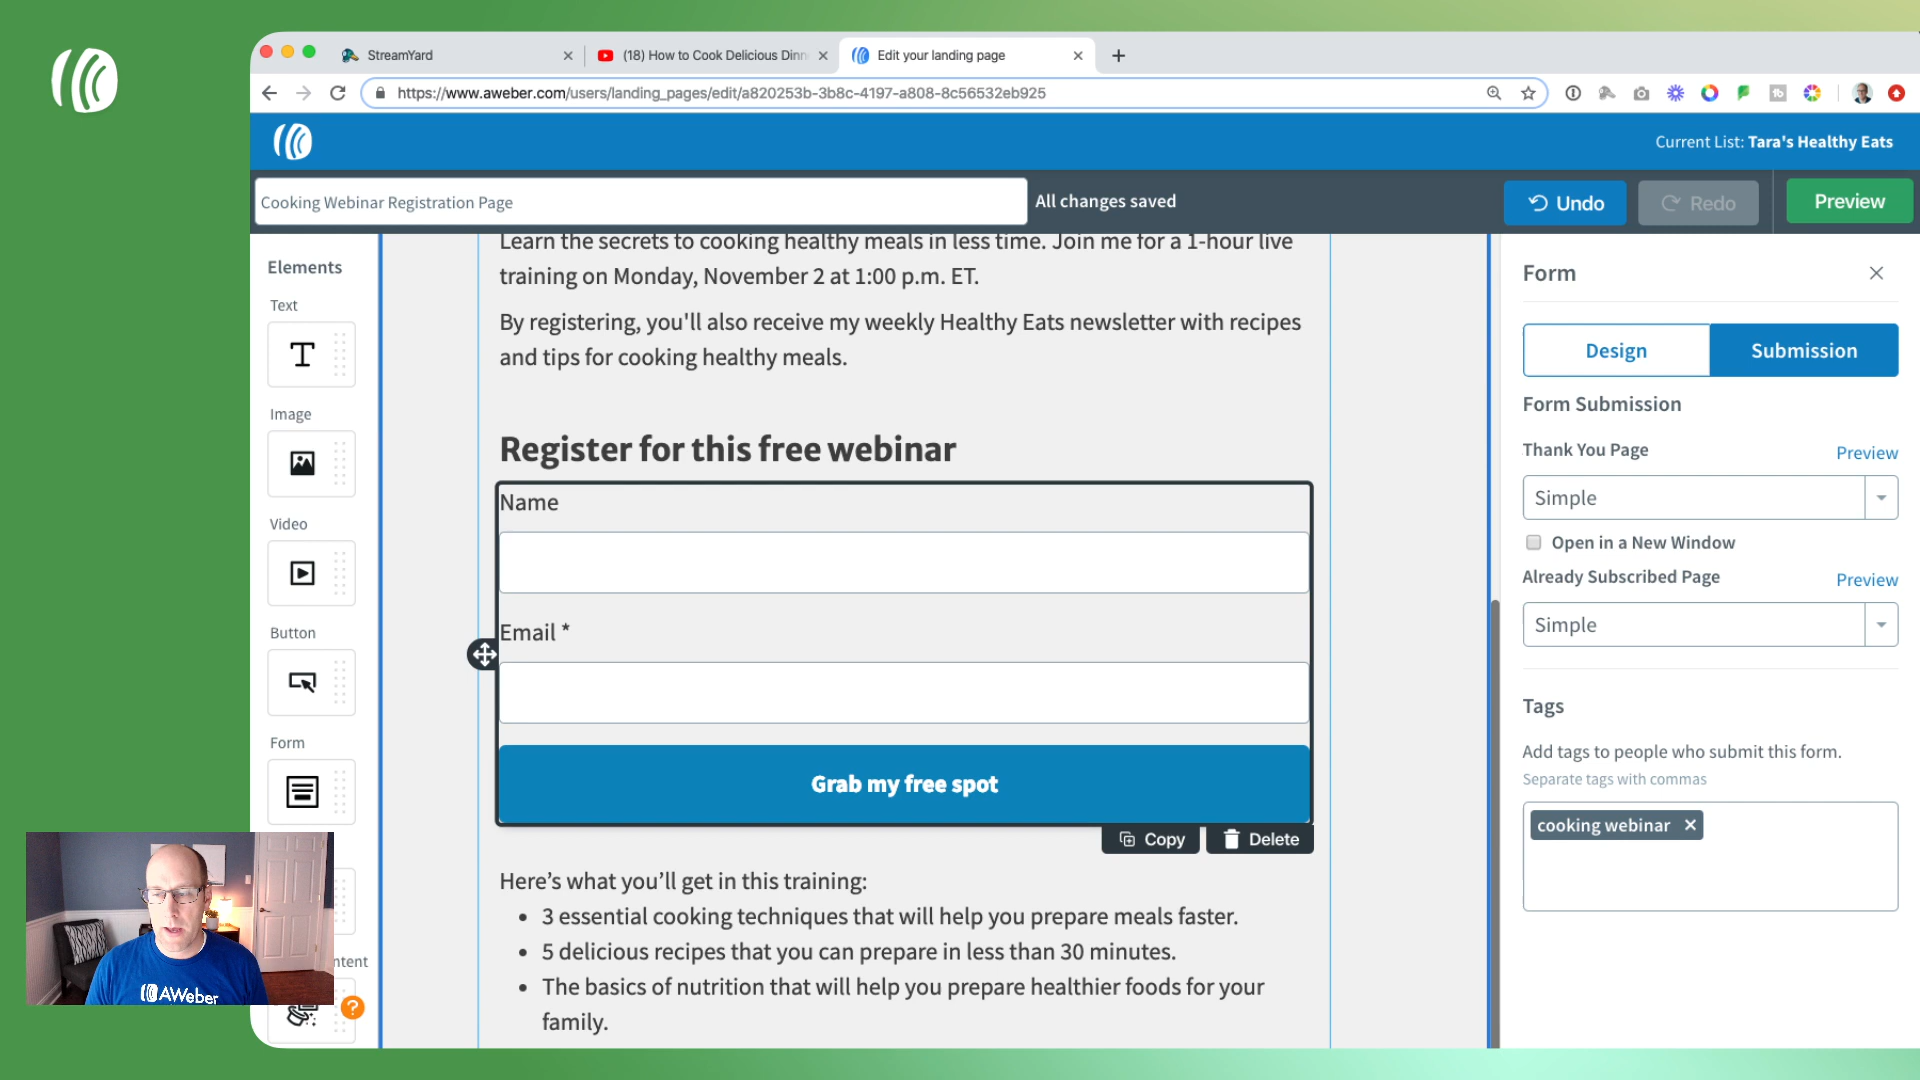 StreamYard
(18) How to Cook Delicious Dinn
Edit your landing page
https://www.aweber.com/users/landing_pages/edit/a820253b-3b8c-4197-a808-8c56532eb925
Current List: Tara's Healthy Eats
Cooking Webinar Registration Page
All changes saved
Undo
Redo
Preview
Elements
Text
T
Image
Video
Button
Form
ntent
?
Learn the secrets to cooking healthy meals in less time. Join me for a 1-hour live
training on Monday, November 2 at 1:00 p.m. ET.
By registering, you'll also receive my weekly Healthy Eats newsletter with recipes
and tips for cooking healthy meals.
Register for this free webinar
Name
Email *
Grab my free spot
Copy
Delete
Here's what you'll get in this training:
• 3 essential cooking techniques that will help you prepare meals faster.
• 5 delicious recipes that you can prepare in less than 30 minutes.
• The basics of nutrition that will help you prepare healthier foods for your
family.
Form
Design
Submission
Form Submission
Thank You Page
Preview
Simple
Open in a New Window
Already Subscribed Page
Preview
Simple
Tags
Add tags to people who submit this form.
Separate tags with commas
cooking webinar
AWeber